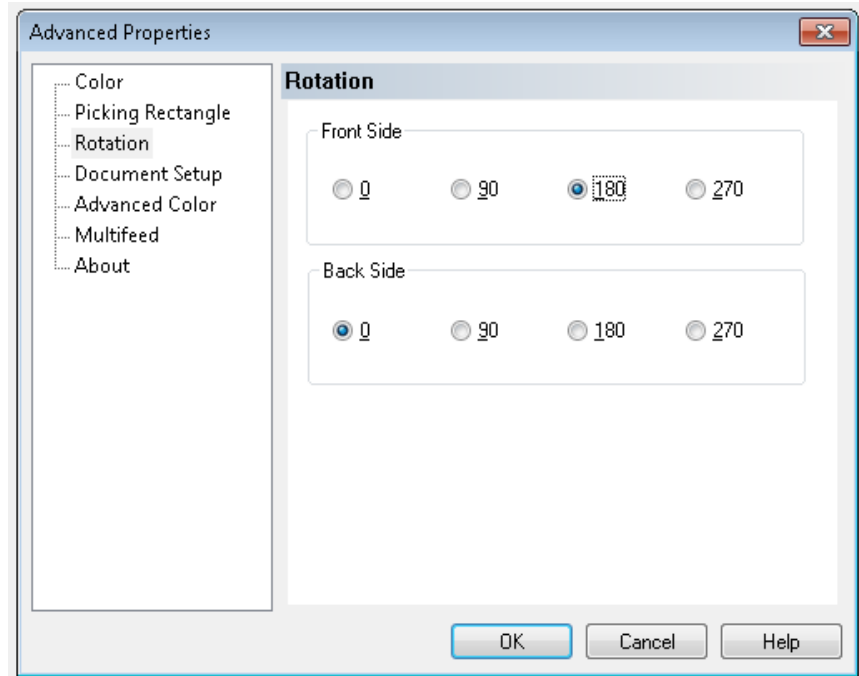 Advanced Properties
Color
Picking Rectangle
Rotation
Document Setup
Advanced Color
Multifeed
About
Rotation
Front Side
0 90 180 270
Back Side
0 90 180 270
OK Cancel Help